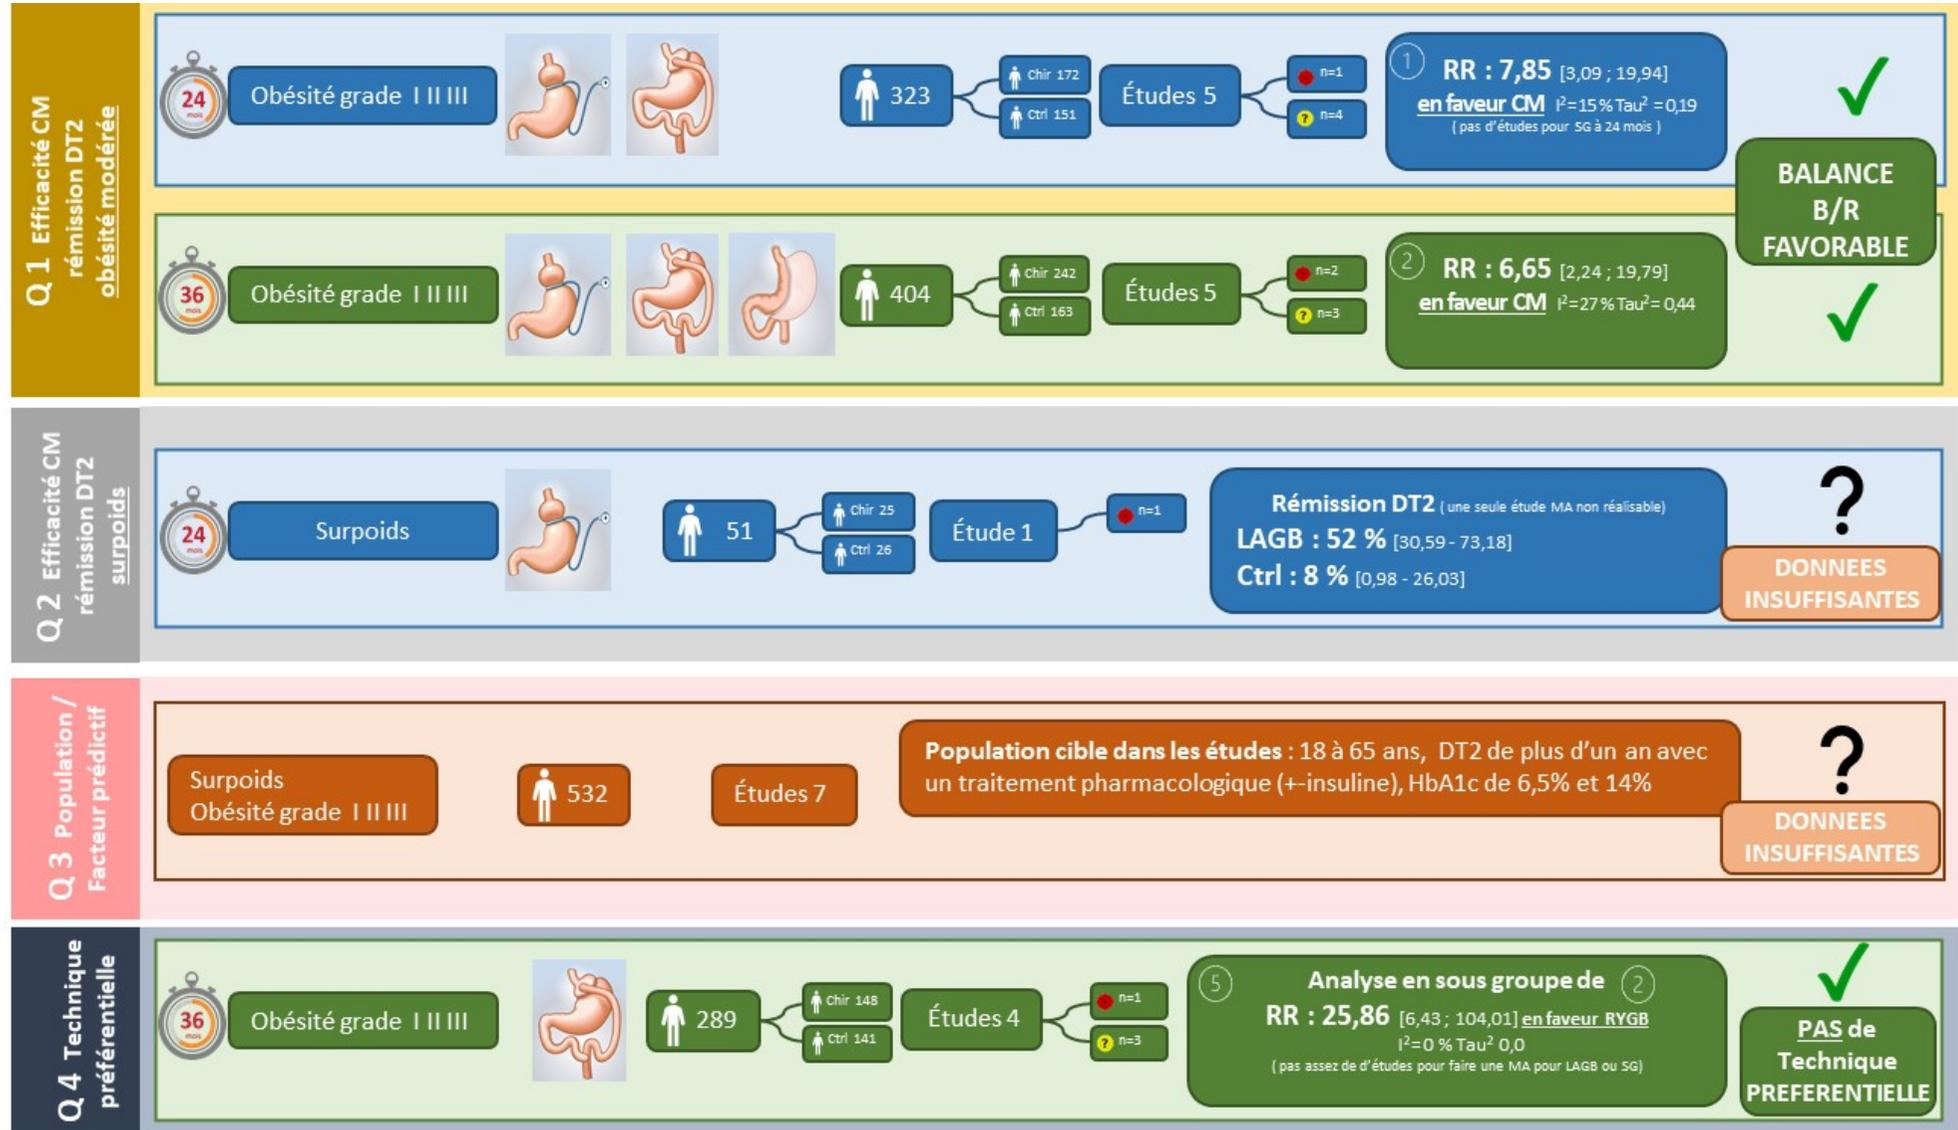 Q 1 Efficacité CM
rémission DT2
obésité modérée
24
mois
Obésité grade I II III
323
Chir 172
Ctrl 151
Études 5
n=1
?
n=4
1
RR : 7,85 [3,09 ; 19,94]
en faveur CM I²=15 % Tau² =0,19
( pas d'études pour SG à 24 mois )
BALANCE
B/R
FAVORABLE
36
mois
Obésité grade I II III
404
Chir 242
Ctrl 163
Études 5
n=2
?
n=3
2
RR : 6,65 [2,24 ; 19,79]
en faveur CM I²=27 % Tau²= 0,44
Q 2 Efficacité CM
rémission DT2
surpoids
24
mois
Surpoids
51
Chir 25
Ctrl 26
Étude 1
n=1
Rémission DT2 ( une seule étude MA non réalisable)
LAGB : 52 % [30,59 - 73,18]
Ctrl : 8 % [0,98 - 26,03]
?
DONNEES
INSUFFISANTES
Q 3 Population /
Facteur prédictif
Surpoids
Obésité grade I II III
532
Études 7
Population cible dans les études : 18 à 65 ans, DT2 de plus d'un an avec
un traitement pharmacologique (+-insuline), HbA1c de 6,5% et 14%
?
DONNEES
INSUFFISANTES
Q 4 Technique
préférentielle
36
mois
Obésité grade I II III
289
Chir 148
Ctrl 141
Études 4
n=1
?
n=3
5
Analyse en sous groupe de 2
RR : 25,86 [6,43 ; 104,01] en faveur RYGB
I²=0 % Tau² 0,0
( pas assez de d'études pour faire une MA pour LAGB ou SG)
PAS de
Technique
PREFERENTIELLE